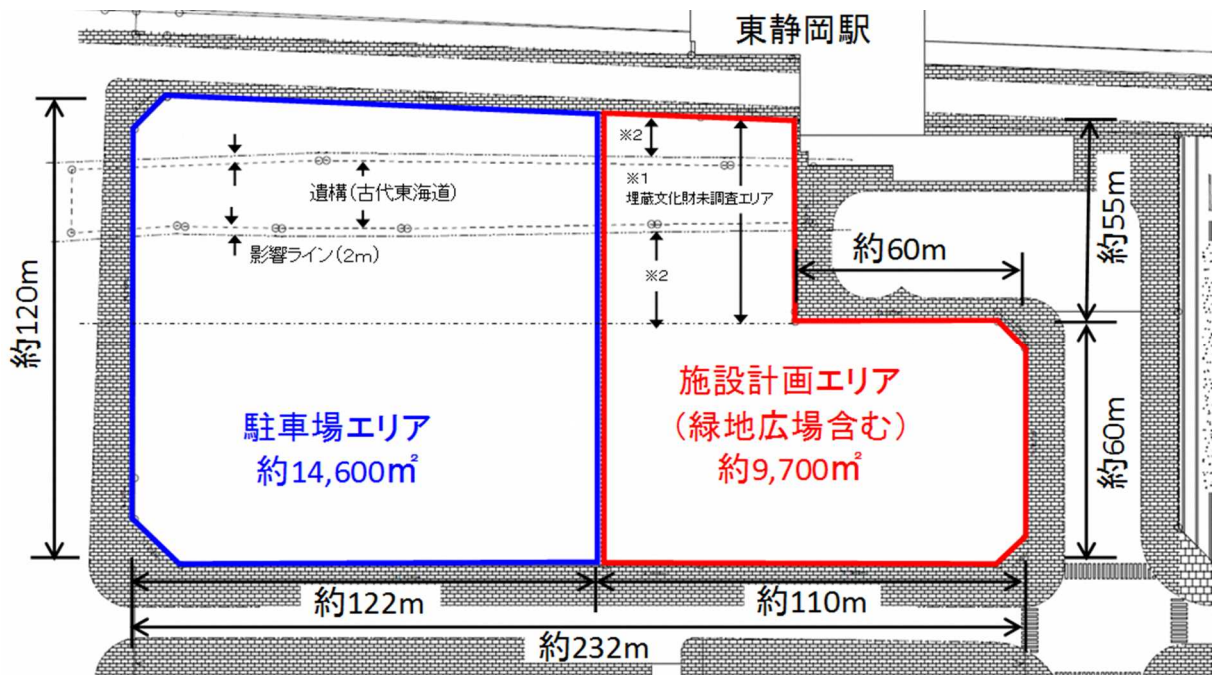 東静岡駅
※2
遺構(古代東海道)
※1
埋蔵文化財未調査エリア
影響ライン(2m)
※2
約60m
約55m
約120m
駐車場エリア
約14,600㎡
施設計画エリア
(緑地広場含む)
約9,700㎡
約60m
約122m
約110m
約232m